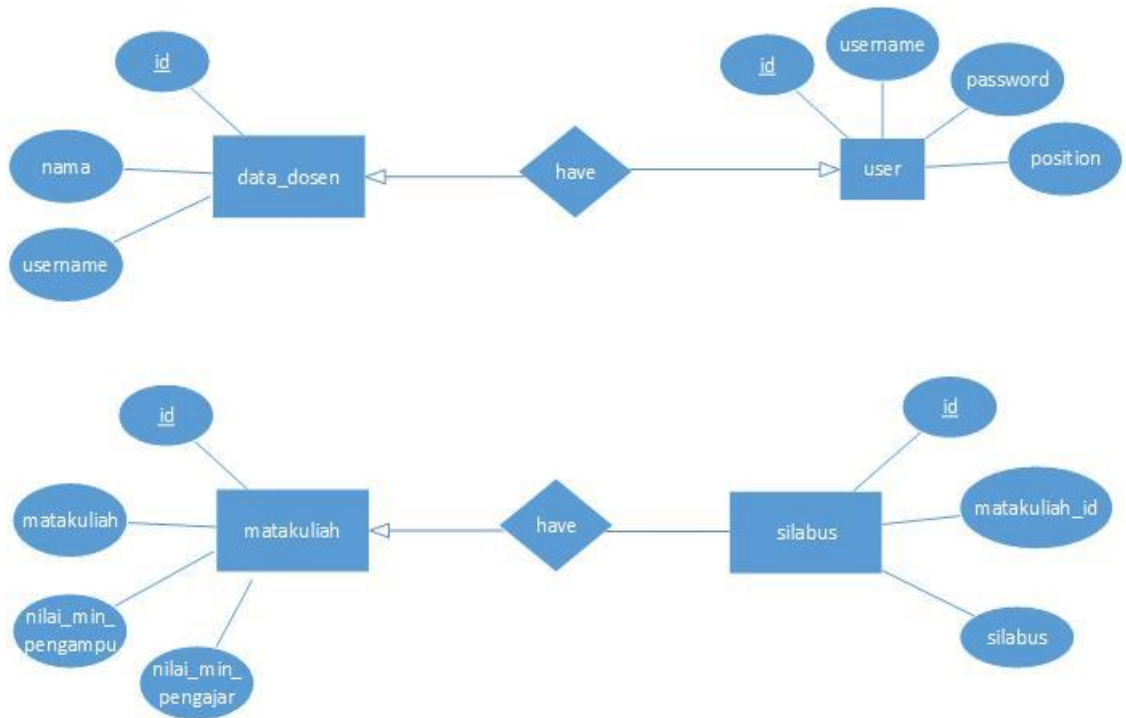 id
nama
username
data_dosen
have
id
username
password
position
user
id
matakuliah
nilai_min_
pengampu
nilai_min_
pengajar
matakuliah
have
id
matakuliah_id
silabus
silabus